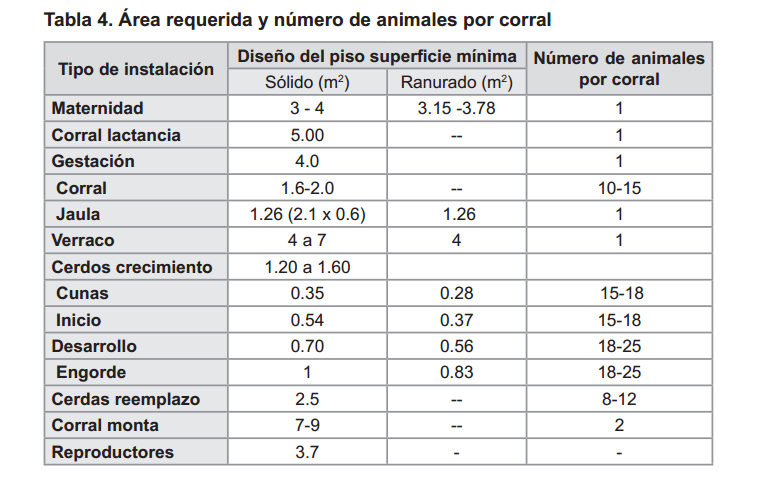 Tabla 4. Área requerida y número de animales por corral
Tipo de instalación Diseño del piso superficie mínima Número de animales por corral
Sólido (m²) Ranurado (m²)
Maternidad 3 - 4 3.15 -3.78 1
Corral lactancia 5.00 -- 1
Gestación 4.0 1
Corral 1.6-2.0 -- 10-15
Jaula 1.26 (2.1 x 0.6) 1.26 1
Verraco 4 a 7 4 1
Cerdos crecimiento 1.20 a 1.60
Cunas 0.35 0.28 15-18
Inicio 0.54 0.37 15-18
Desarrollo 0.70 0.56 18-25
Engorde 1 0.83 18-25
Cerdas reemplazo 2.5 -- 8-12
Corral monta 7-9 -- 2
Reproductores 3.7 - -